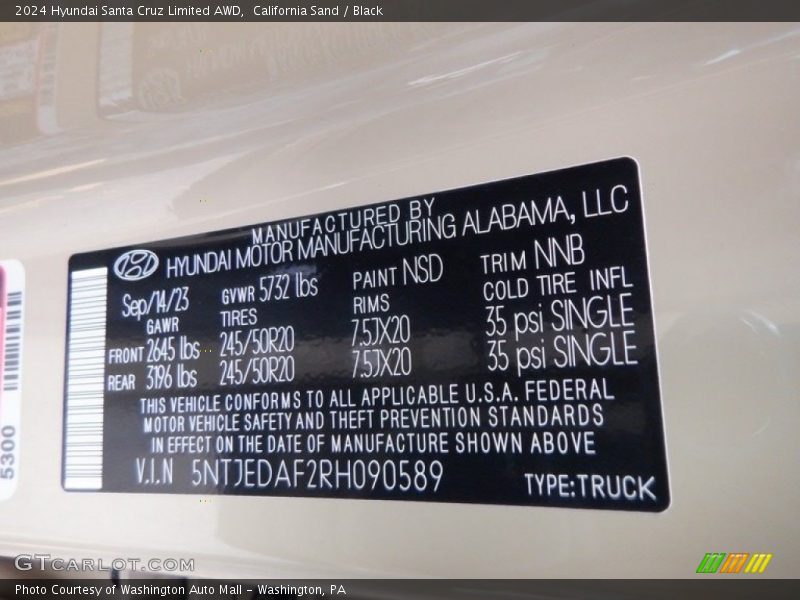 2024 Hyundai Santa Cruz Limited AWD,  California Sand / Black
MANUFACTURED BY
HYUNDAI MOTOR MANUFACTURING ALABAMA, LLC
Sep/14/23 GVWR 5732 lbs PAINT NSD TRIM NNB
GAWR TIRES RIMS COLD TIRE INFL
FRONT 2645 lbs 245/50R20 7.5JX20 35 psi SINGLE
REAR 3196 lbs 245/50R20 7.5JX20 35 psi SINGLE
THIS VEHICLE CONFORMS TO ALL APPLICABLE U.S.A. FEDERAL
MOTOR VEHICLE SAFETY AND THEFT PREVENTION STANDARDS
IN EFFECT ON THE DATE OF MANUFACTURE SHOWN ABOVE
V.I.N 5NTJEDAF2RH090589 TYPE:TRUCK
5300
GTCARLOT.COM
Photo Courtesy of Washington Auto Mall - Washington, PA